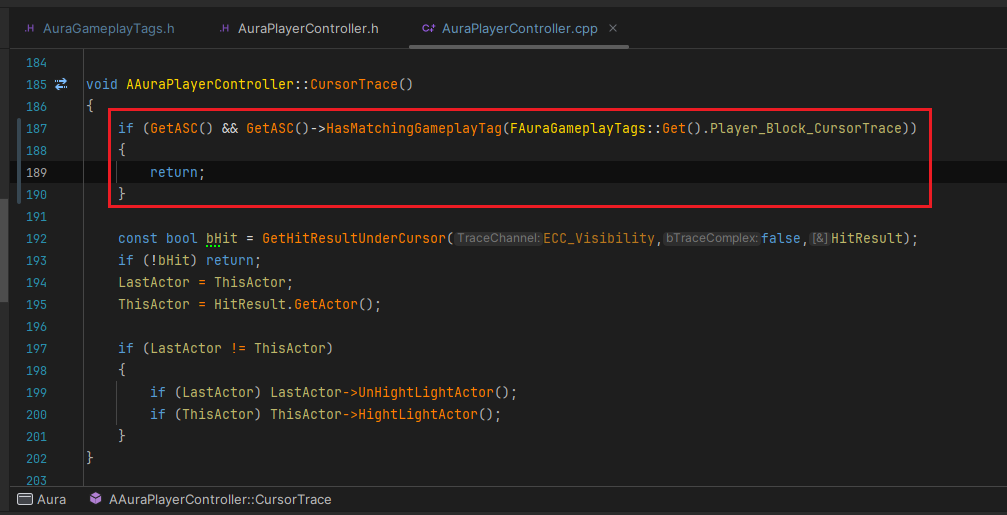 AuraGameplayTags.h
AuraPlayerController.h
AuraPlayerController.cpp
184
185 void AAuraPlayerController::CursorTrace()
186 {
187 if (GetASC() && GetASC()->HasMatchingGameplayTag(FAuraGameplayTags::Get().Player_Block_CursorTrace))
188 {
189 return;
190 }
191
192 const bool bHit = GetHitResultUnderCursor(TraceChannel:ECC_Visibility,bTraceComplex:false,[&]HitResult);
193 if (!bHit) return;
194 LastActor = ThisActor;
195 ThisActor = HitResult.GetActor();
196
197 if (LastActor != ThisActor)
198 {
199 if (LastActor) LastActor->UnHightLightActor();
200 if (ThisActor) ThisActor->HightLightActor();
201 }
202 }
203
Aura AAuraPlayerController::CursorTrace